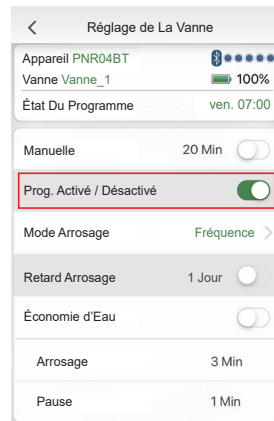 Réglage de La Vanne
Appareil PNR04BT
Vanne Vanne_1 100%
État Du Programme ven. 07:00
Manuelle 20 Min
Prog. Activé / Désactivé
Mode Arrosage Fréquence
Retard Arrosage 1 Jour
Économie d'Eau
Arrosage 3 Min
Pause 1 Min